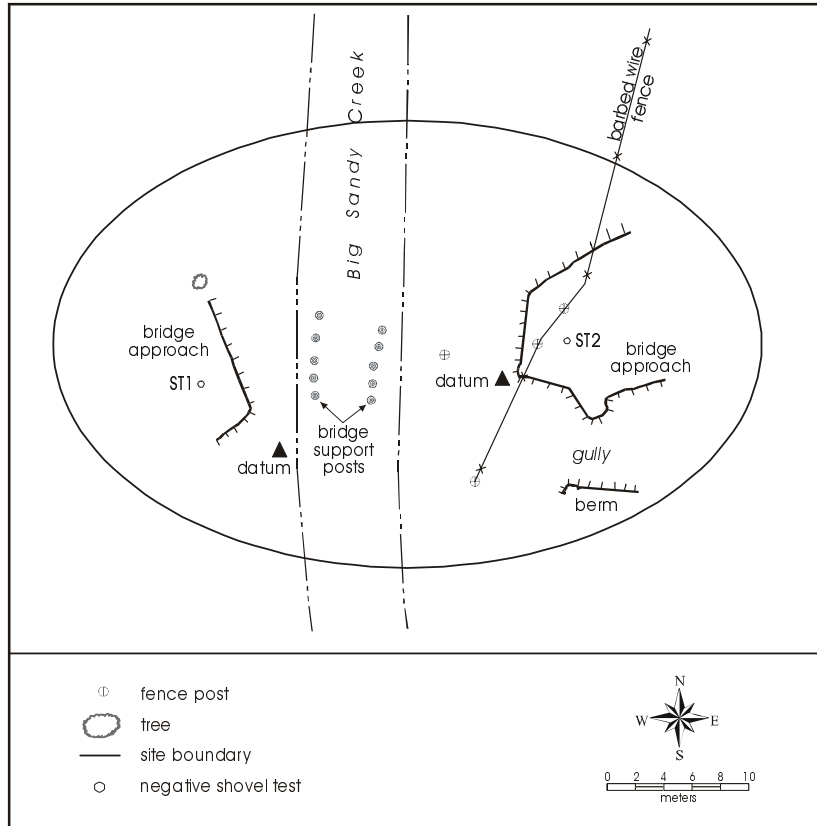 Big Sandy Creek
barbed wire
fence
bridge
approach
ST1
datum
bridge
support
posts
datum
ST2
bridge
approach
gully
berm
fence post
tree
site boundary
negative shovel test
N
W E
S
0 2 4 6 8 10
meters